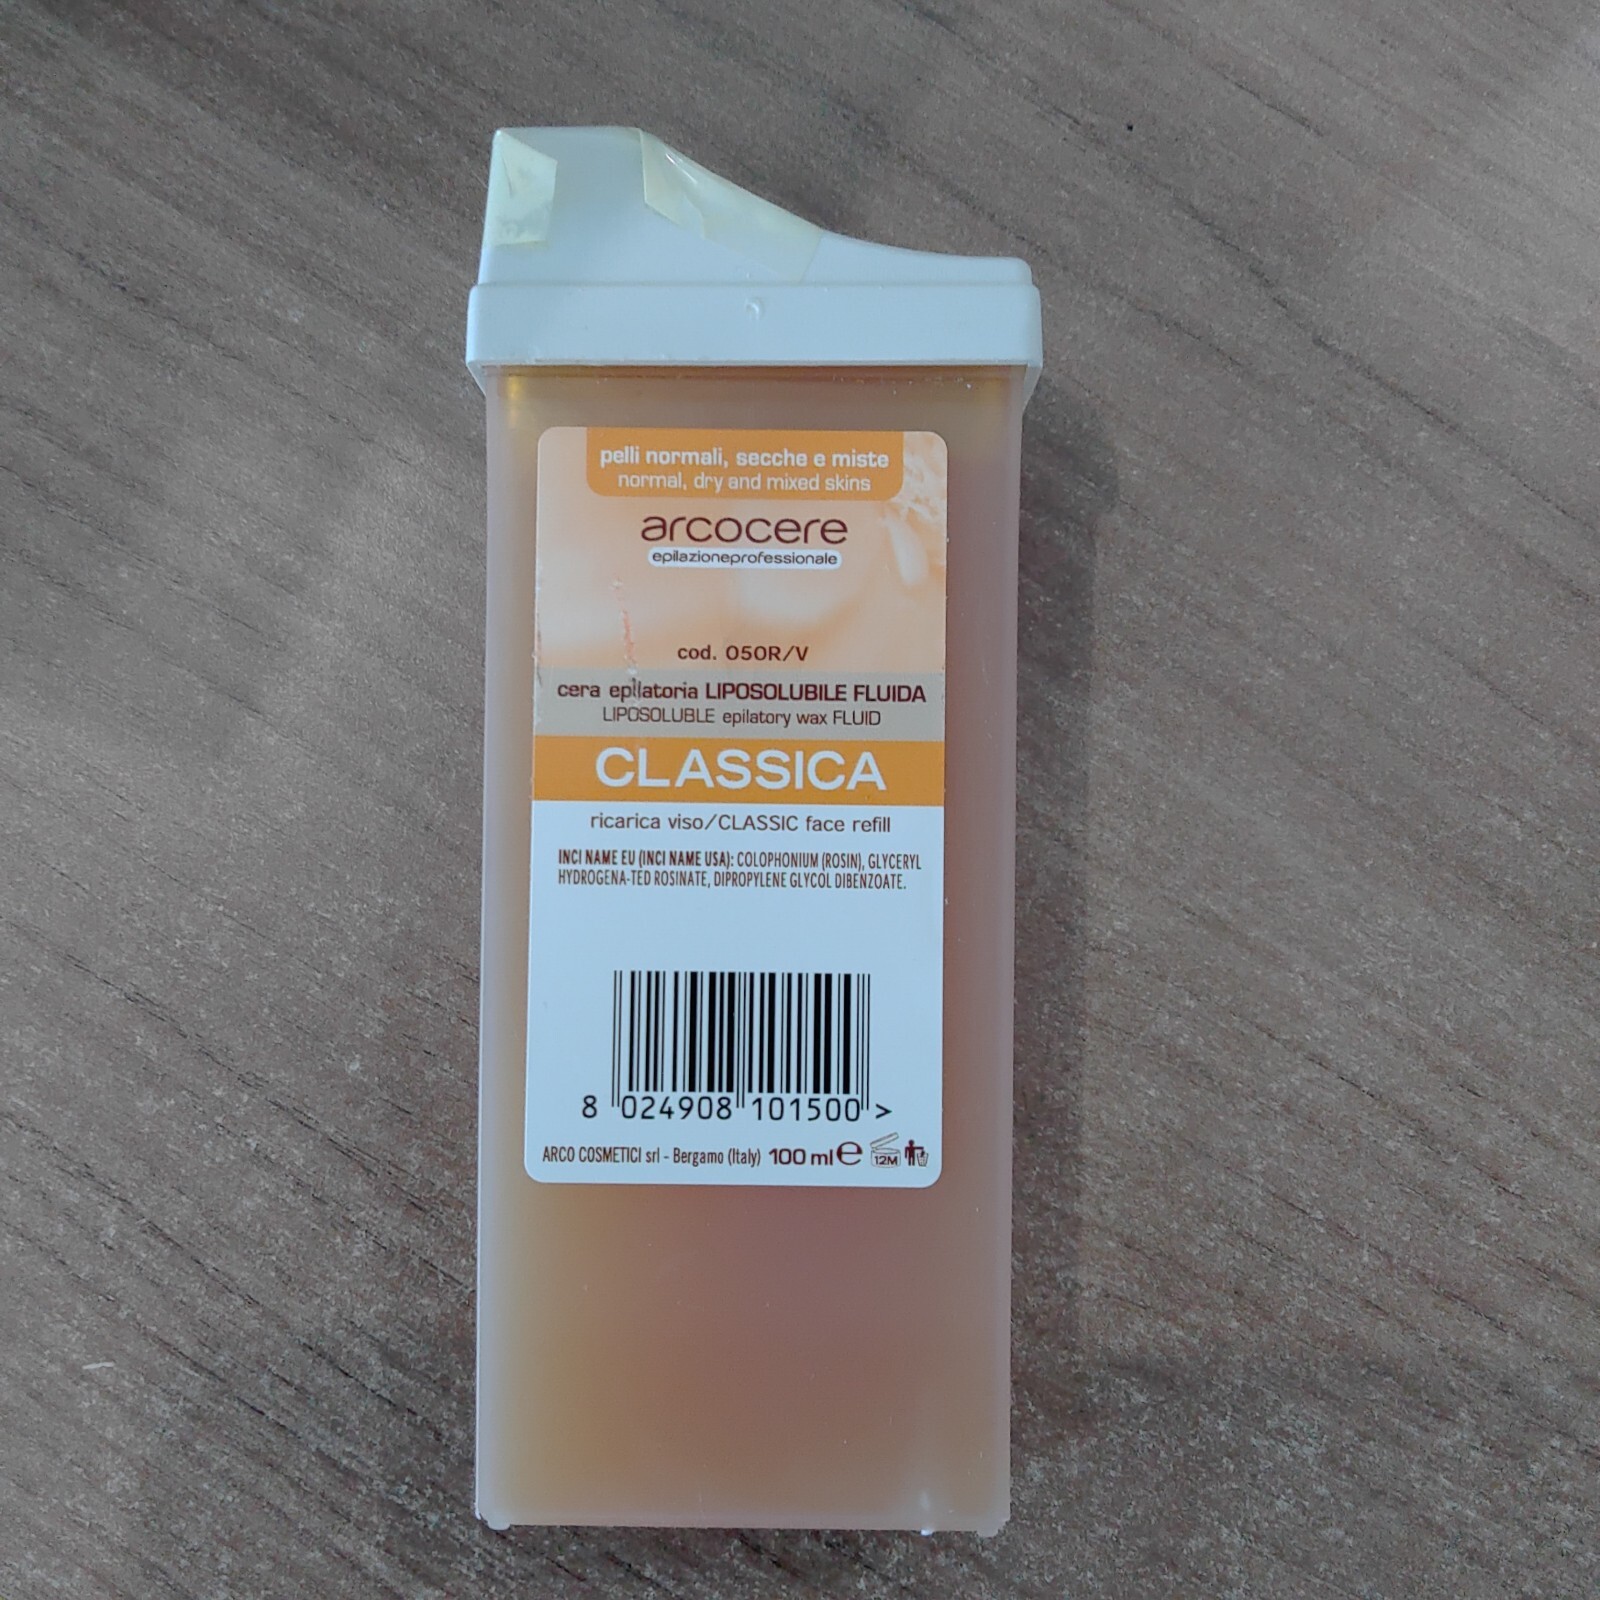 pelli normali, secche e miste
normal, dry and mixed skins
arcocere
epilazioneprofessionale
cod. 050R/V
cera epilatoria LIPOSOLUBILE FLUIDA
LIPOSOLUBLE epilatory wax FLUID
CLASSICA
ricarica viso/CLASSIC face refill
INCI NAME EU (INCI NAME USA): COLOPHONIUM (ROSIN), GLYCERYL
HYDROGENA-TED ROSINATE, DIPROPYLENE GLYCOL DIBENZOATE.
8 024908 101500 >
ARCO COSMETICI srl - Bergamo (Italy) 100 ml e 12M